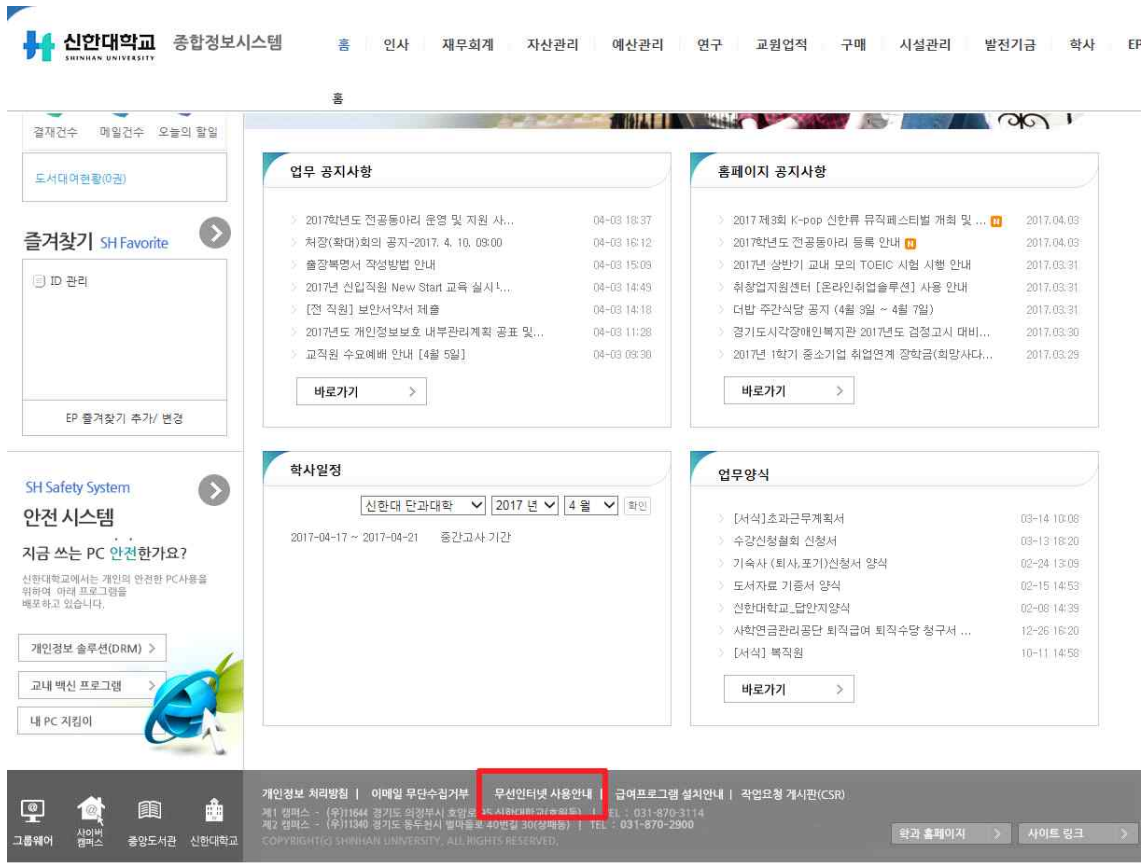 신한대학교 종합정보시스템
SHINHAN UNIVERSITY
홈 인사 재무회계 자산관리 예산관리 연구 교원업적 구매 시설관리 발전기금 학사 EP
홈
결재건수 메일건수 오늘의 할일
도서대여현황(0권)
즐겨찾기 SH Favorite
ID 관리
EP 즐겨찾기 추가/ 변경
SH Safety System
안전 시스템
지금 쓰는 PC 안전한가요?
신한대학교에서는 개인의 안전한 PC사용을
위하여 아래 프로그램을
배포하고 있습니다.
개인정보 솔루션(DRM)
교내 백신 프로그램
내 PC 지킴이
업무 공지사항
2017학년도 전공동아리 운영 및 지원 사... 04-03 18:37
처장(확대)회의 공지-2017. 4. 10. 09:00 04-03 16:12
출장복명서 작성방법 안내 04-03 15:09
2017년 신입직원 New Start 교육 실시... 04-03 14:49
[전 직원] 보안서약서 제출 04-03 14:18
2017년도 개인정보보호 내부관리계획 공표 및... 04-03 11:28
교직원 수요예배 안내 [4월 5일] 04-03 09:30
바로가기
홈페이지 공지사항
2017 제3회 K-pop 신한류 뮤직페스티벌 개최 및 ... N 2017.04.03
2017학년도 전공동아리 등록 안내 N 2017.04.03
2017년 상반기 교내 모의 TOEIC 시험 시행 안내 2017.03.31
취창업지원센터 [온라인취업솔루션] 사용 안내 2017.03.31
더밥 주간식당 공지 (4월 3일 ~ 4월 7일) 2017.03.31
경기도시각장애인복지관 2017년도 검정고시 대비... 2017.03.30
2017년 1학기 중소기업 취업연계 장학금(희망사다... 2017.03.29
바로가기
학사일정
신한대 단과대학 2017 년 4 월 확인
2017-04-17 ~ 2017-04-21 중간고사 기간
업무양식
[서식]초과근무계획서 03-14 10:08
수강신청철회 신청서 03-13 18:20
기숙사 (퇴사,포기)신청서 양식 02-24 13:09
도서자료 기증서 양식 02-15 14:53
신한대학교_답안지양식 02-08 14:39
사학연금관리공단 퇴직급여 퇴직수당 청구서 ... 12-26 16:20
[서식] 복직원 10-11 14:58
바로가기
그룹웨어 사이버캠퍼스 중앙도서관 신한대학교
개인정보 처리방침 | 이메일 무단수집거부 무선인터넷 사용안내 | 급여프로그램 설치안내 | 작업요청 게시판(CSR)
제1 캠퍼스 - (우)11644 경기도 의정부시 호암로 95 신한대학교(호원동) | TEL : 031-870-3114
제2 캠퍼스 - (우)11340 경기도 동두천시 벌마들로 40번길 30(상패동) | TEL : 031-870-2900
COPYRIGHT(c) SHINHAN UNIVERSITY, ALL RIGHTS RESERVED.
학과 홈페이지 사이트 링크